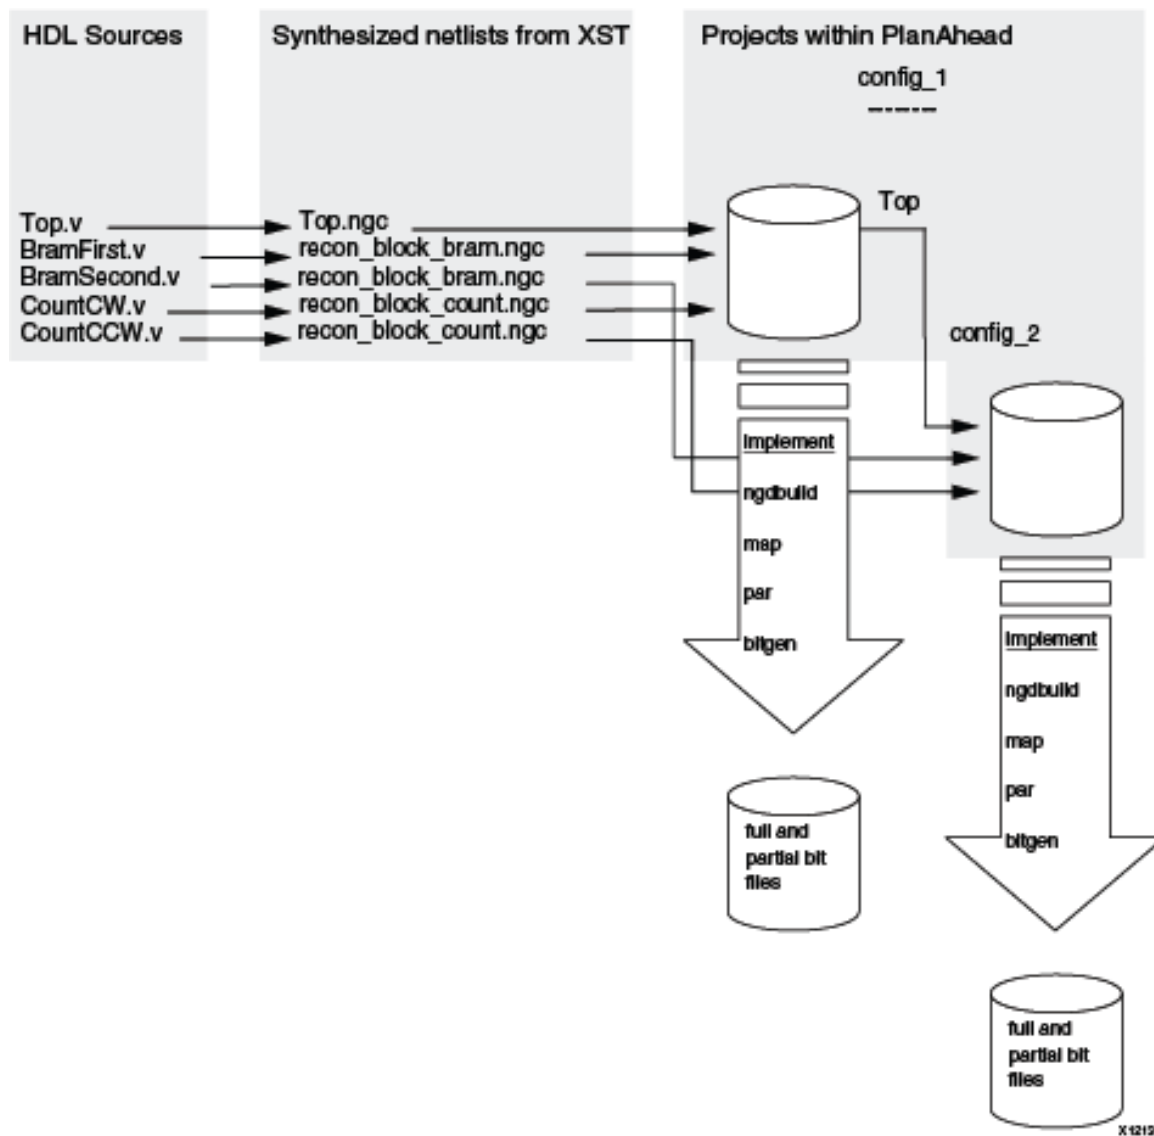 HDL Sources
Synthesized netlists from XST
Projects within PlanAhead
config_1
--------
Top.v
BramFirst.v
BramSecond.v
CountCW.v
CountCCW.v
Top.ngc
recon_block_bram.ngc
recon_block_bram.ngc
recon_block_count.ngc
recon_block_count.ngc
Top
config_2
Implement
ngdbuild
map
par
bitgen
full and
partial bit
files
Implement
ngdbuild
map
par
bitgen
full and
partial bit
files